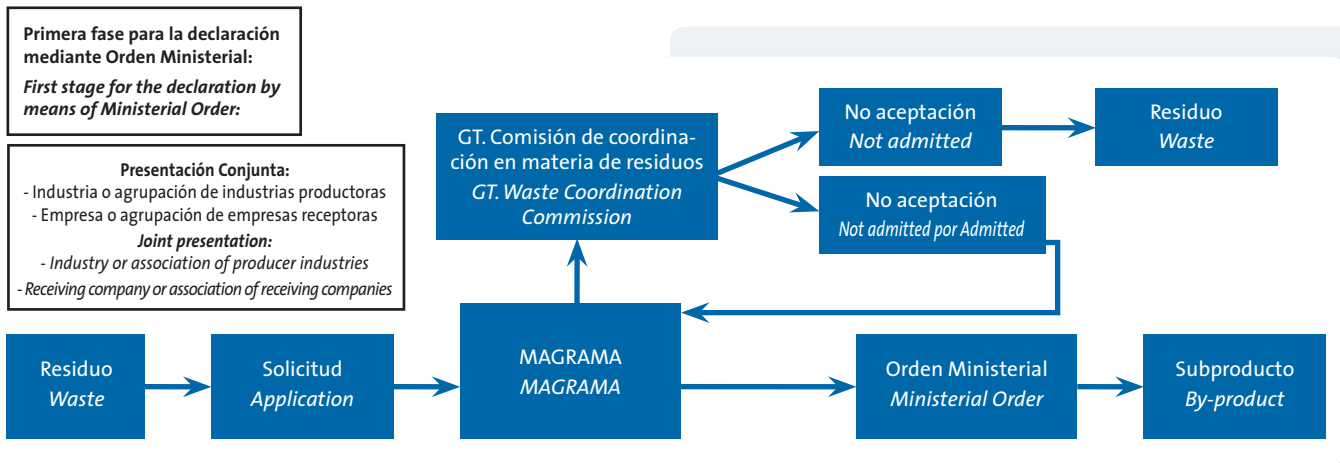 Primera fase para la declaración
mediante Orden Ministerial:
First stage for the declaration by
means of Ministerial Order:
Presentación Conjunta:
- Industria o agrupación de industrias productoras
- Empresa o agrupación de empresas receptoras
Joint presentation:
- Industry or association of producer industries
- Receiving company or association of receiving companies
GT. Comisión de coordina-
ación en materia de residuos
GT. Waste Coordination
Commission
No aceptación
Not admitted
Residuo
Waste
No aceptación
Not admitted por Admitted
Residuo
Waste
Solicitud
Application
MAGRAMA
MAGRAMA
Orden Ministerial
Ministerial Order
Subproducto
By-product